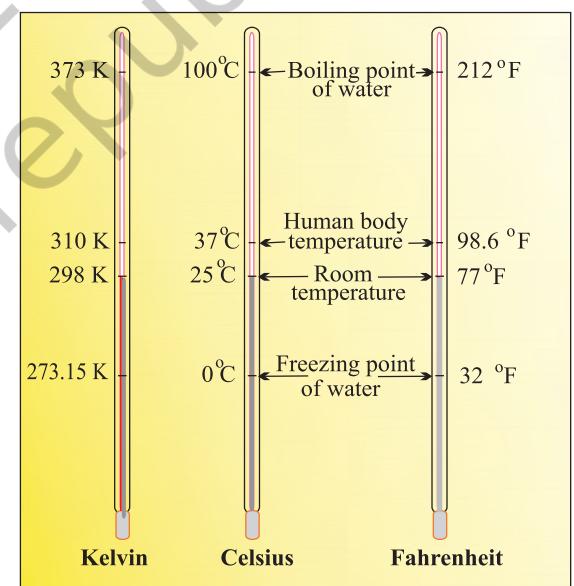 373 K 100°C Boiling point of water 212 °F
310 K 37°C Human body temperature 98.6 °F
298 K 25°C Room temperature 77 °F
273.15 K 0°C Freezing point of water 32 °F
Kelvin Celsius Fahrenheit